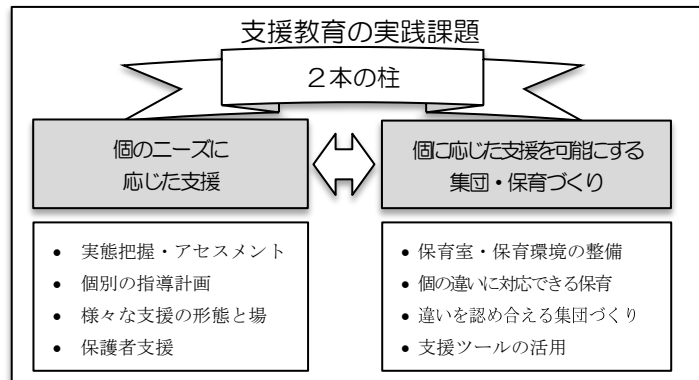 支援教育の実践課題
2本の柱
個のニーズに
応じた支援
個に応じた支援を可能にする
集団・保育づくり
• 実態把握・アセスメント
• 個別の指導計画
• 様々な支援の形態と場
• 保護者支援
• 保育室・保育環境の整備
• 個の違いに対応できる保育
• 違いを認め合える集団づくり
• 支援ツールの活用